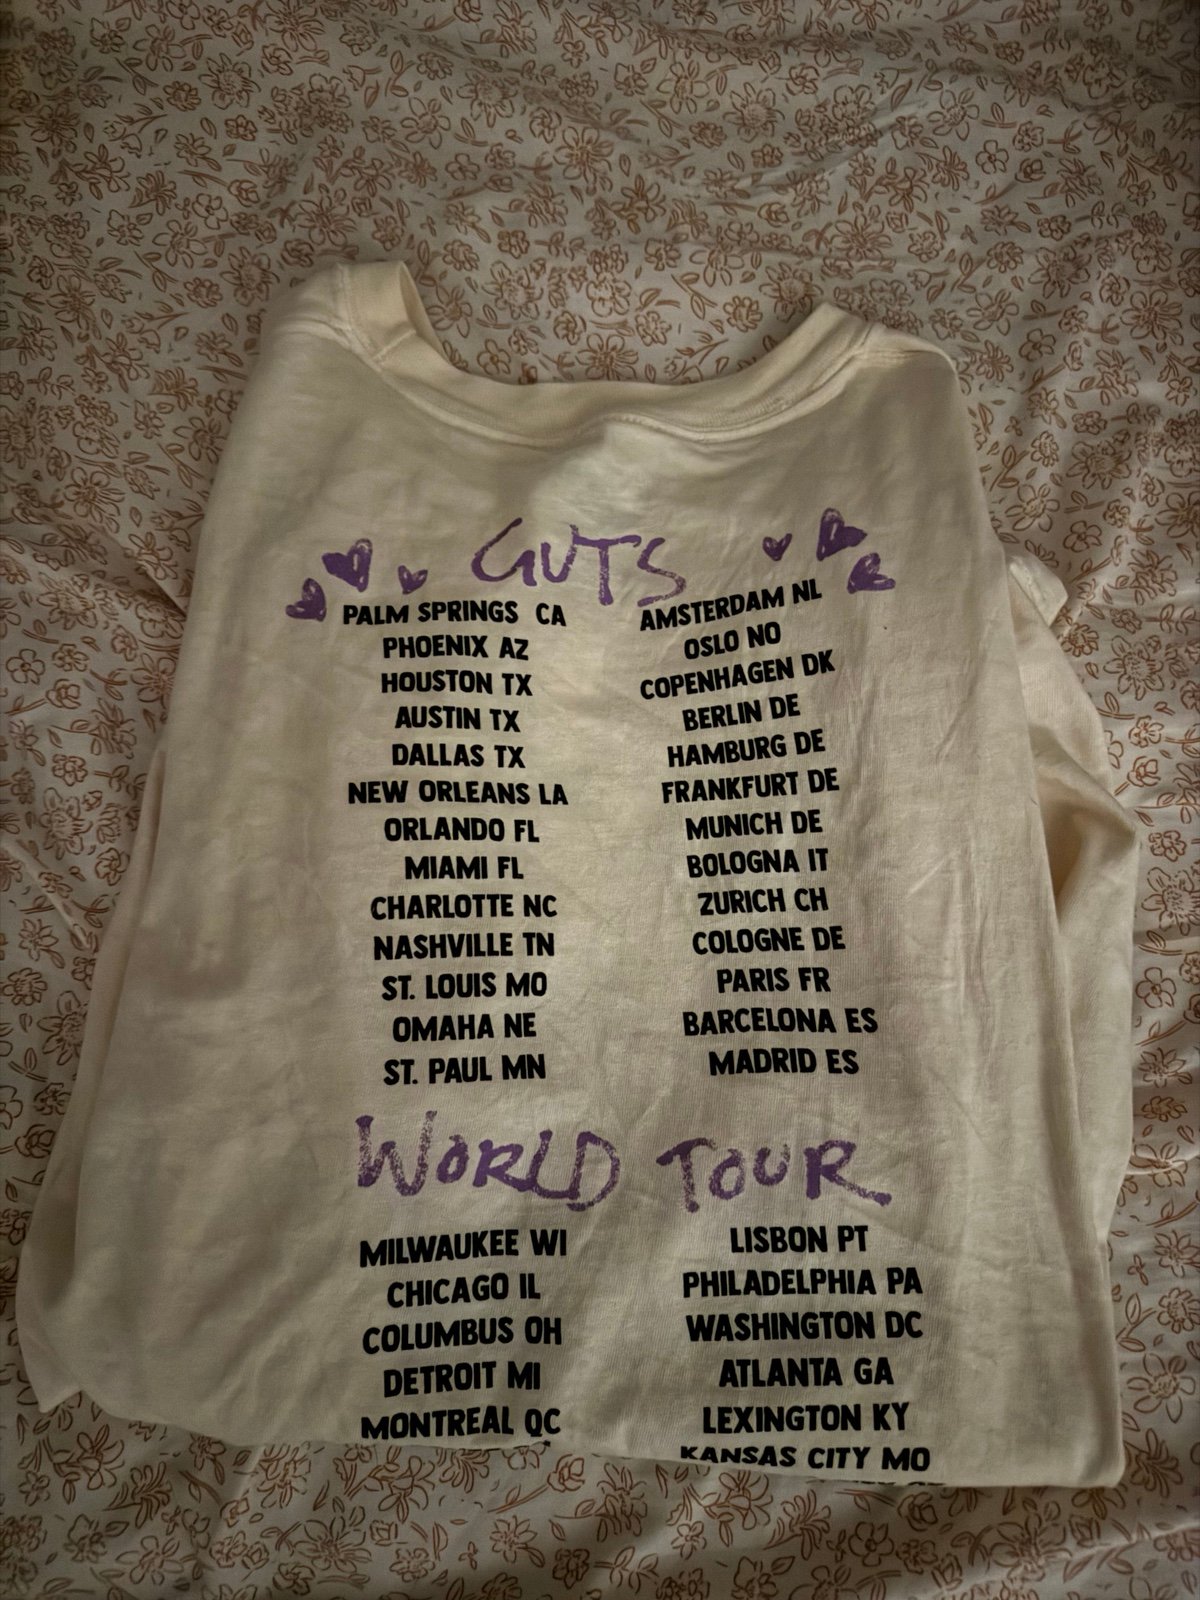 GUTS
PALM SPRINGS CA
PHOENIX AZ
HOUSTON TX
AUSTIN TX
DALLAS TX
NEW ORLEANS LA
ORLANDO FL
MIAMI FL
CHARLOTTE NC
NASHVILLE TN
ST. LOUIS MO
OMAHA NE
ST. PAUL MN
AMSTERDAM NL
OSLO NO
COPENHAGEN DK
BERLIN DE
HAMBURG DE
FRANKFURT DE
MUNICH DE
BOLOGNA IT
ZURICH CH
COLOGNE DE
PARIS FR
BARCELONA ES
MADRID ES
WORLD TOUR
MILWAUKEE WI
CHICAGO IL
COLUMBUS OH
DETROIT MI
MONTREAL QC
LISBON PT
PHILADELPHIA PA
WASHINGTON DC
ATLANTA GA
LEXINGTON KY
KANSAS CITY MO